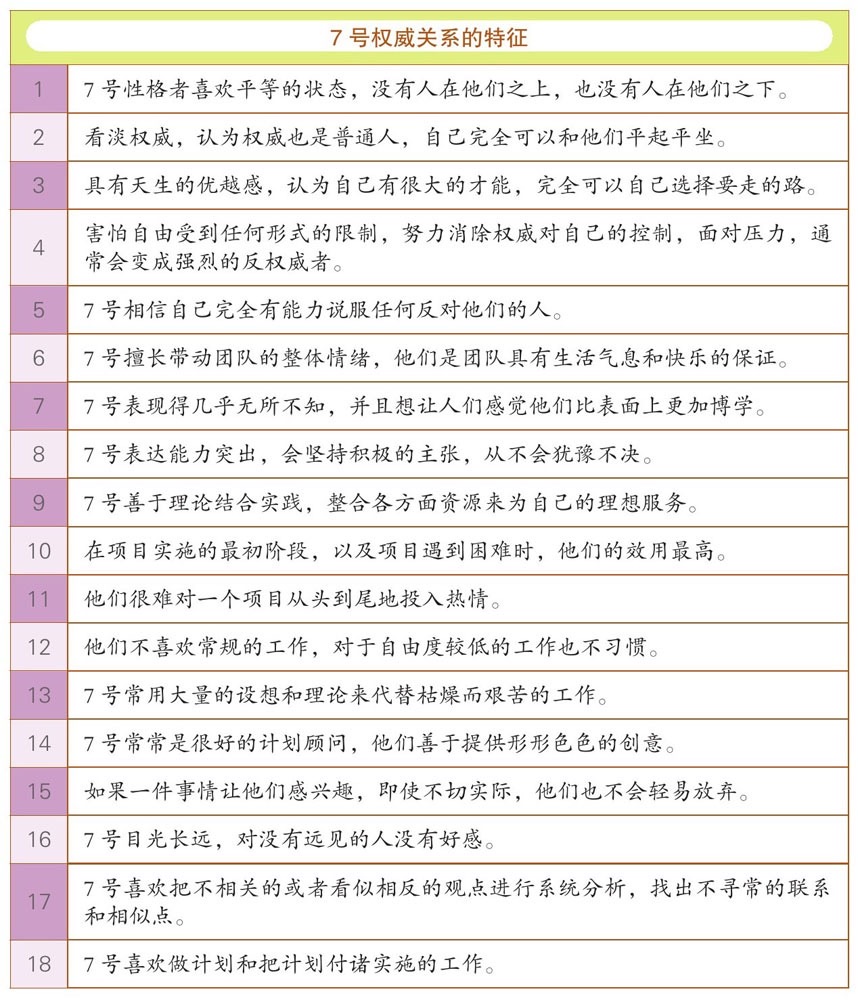 7 号权威关系的特征
1
7 号性格者喜欢平等的状态，没有人在他们之上，也没有人在他们之下。
2
看淡权威，认为权威也是普通人，自己完全可以和他们平起平坐。
3
具有天生的优越感，认为自己有很大的才能，完全可以自己选择要走的路。
4
害怕自由受到任何形式的限制，努力消除权威对自己的控制，面对压力，通
常会变成强烈的反权威者。
5
7 号相信自己完全有能力说服任何反对他们的人。
6
7 号擅长带动团队的整体情绪，他们是团队具有生活气息和快乐的保证。
7
7 号表现得几乎无所不知，并且想让人们感觉他们比表面上更加博学。
8
7 号表达能力突出，会坚持积极的主张，从不会犹豫不决。
9
7 号善于理论结合实践，整合各方面资源来为自己的理想服务。
10
在项目实施的最初阶段，以及项目遇到困难时，他们的效用最高。
11
他们很难对一个项目从头到尾地投入热情。
12
他们不喜欢常规的工作，对于自由度较低的工作也不习惯。
13
7 号常用大量的设想和理论来代替枯燥而艰苦的工作。
14
7 号常常是很好的计划顾问，他们善于提供形形色色的创意。
15
如果一件事情让他们感兴趣，即使不切实际，他们也不会轻易放弃。
16
7 号目光长远，对没有远见的人没有好感。
17
7 号喜欢把不相关的或者看似相反的观点进行系统分析，找出不寻常的联系
和相似点。
18
7 号喜欢做计划和把计划付诸实施的工作。